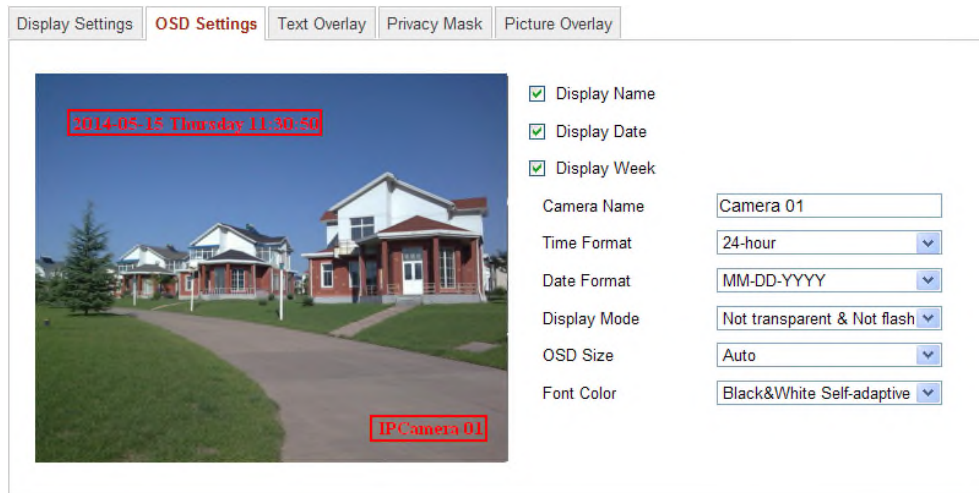 Display Settings OSD Settings Text Overlay Privacy Mask Picture Overlay
2014-05-15 Thursday 11:30:50
Display Name
Display Date
Display Week
Camera Name Camera 01
Time Format 24-hour
Date Format MM-DD-YYYY
Display Mode Not transparent & Not flash
OSD Size Auto
Font Color Black&White Self-adaptive
IPCamera 01